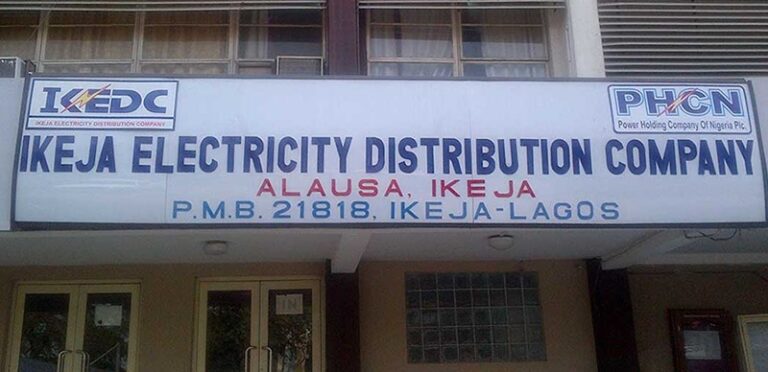 IKEDC
IKEJA ELECTRICITY DISTRIBUTION COMPANY
PHCN
Power Holding Company Of Nigeria Plc.
IKEJA ELECTRICITY DISTRIBUTION COMPANY
ALAUSA, IKEJA
P.M.B. 21818, IKEJA-LAGOS
IN